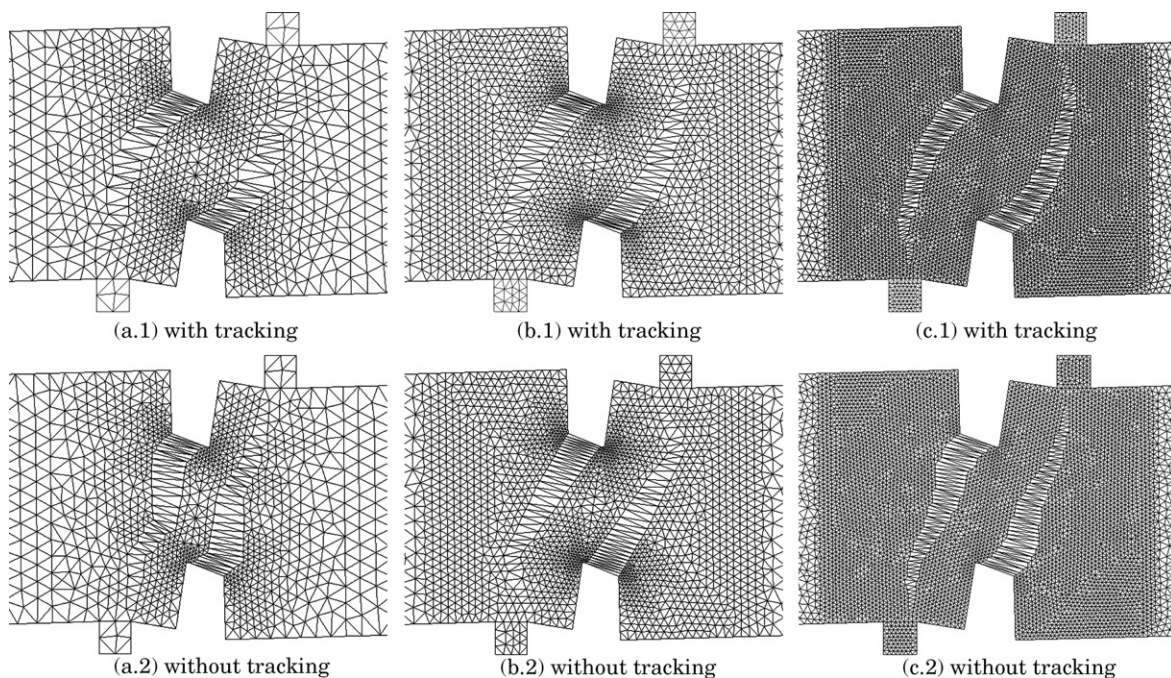 (a.1) with tracking
(b.1) with tracking
(c.1) with tracking
(a.2) without tracking
(b.2) without tracking
(c.2) without tracking